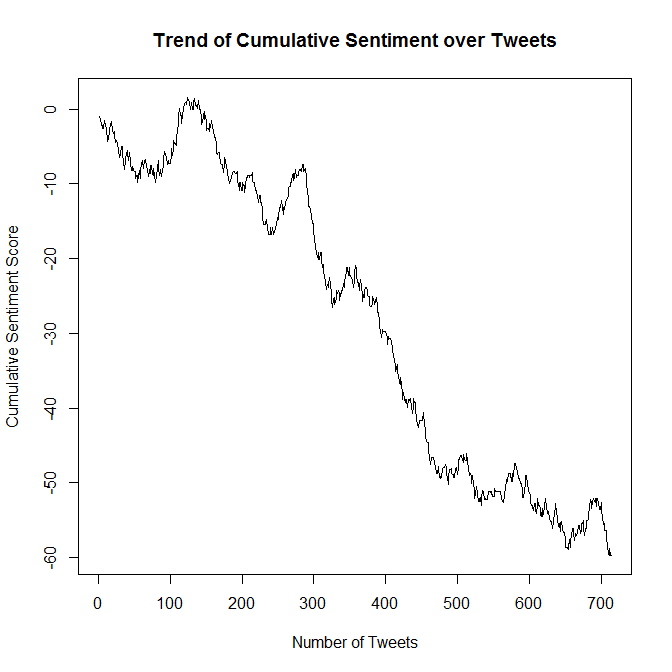 Trend of Cumulative Sentiment over Tweets
Cumulative Sentiment Score
0
-10
-20
-30
-40
-50
-60
0 100 200 300 400 500 600 700
Number of Tweets